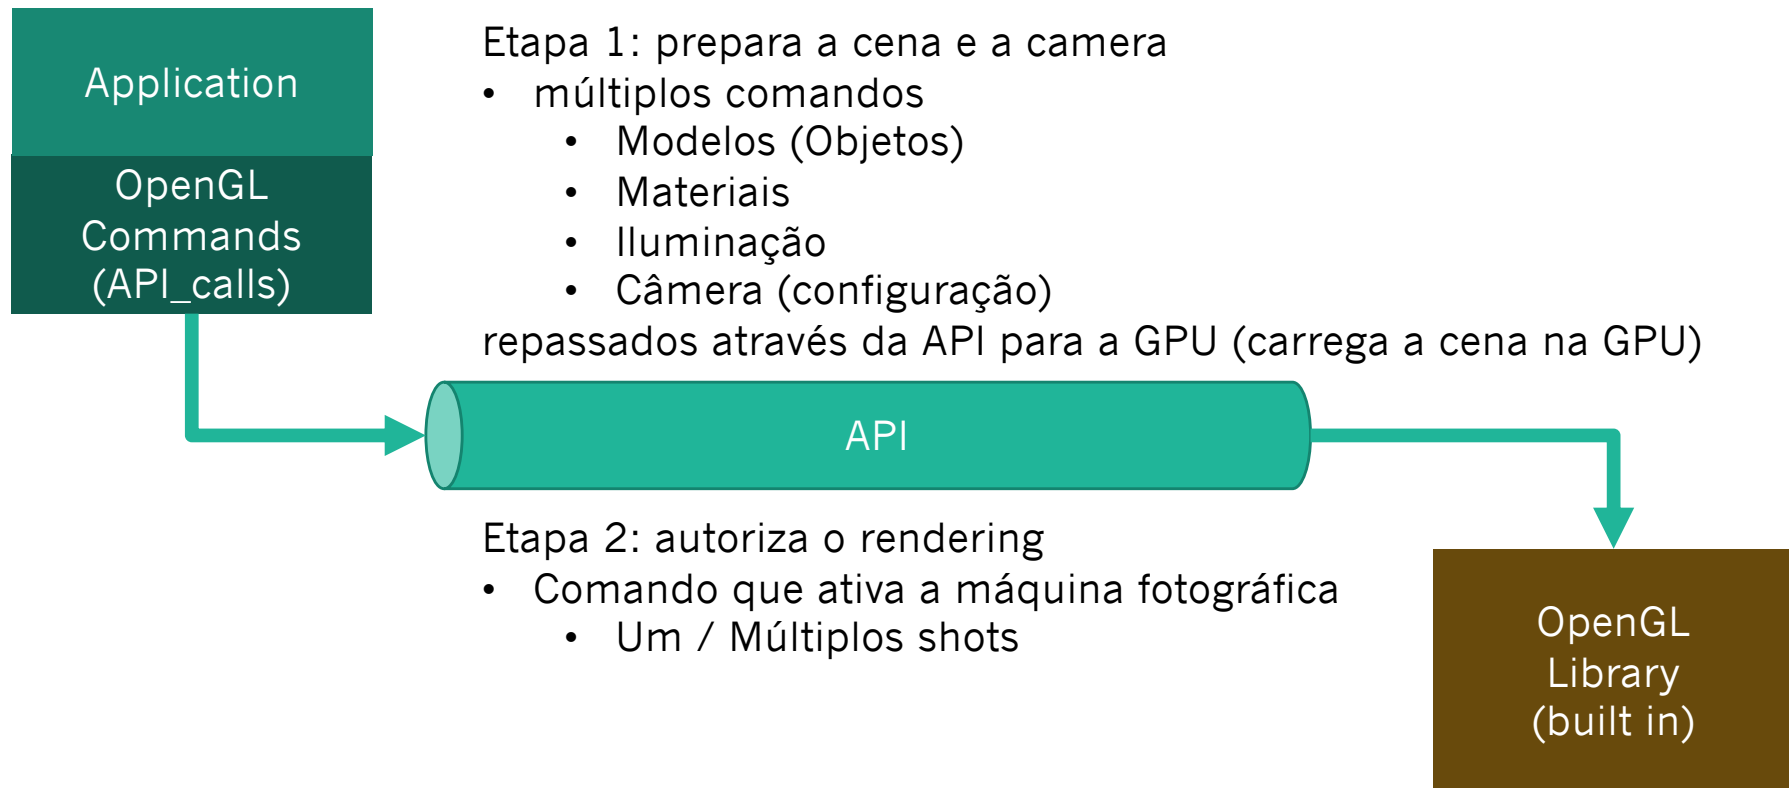 Application
OpenGL
Commands
(API_calls)
Etapa 1: prepara a cena e a camera
• múltiplos comandos
• Modelos (Objetos)
• Materiais
• Iluminação
• Câmera (configuração)
repassados através da API para a GPU (carrega a cena na GPU)
API
Etapa 2: autoriza o rendering
• Comando que ativa a máquina fotográfica
• Um / Múltiplos shots
OpenGL
Library
(built in)